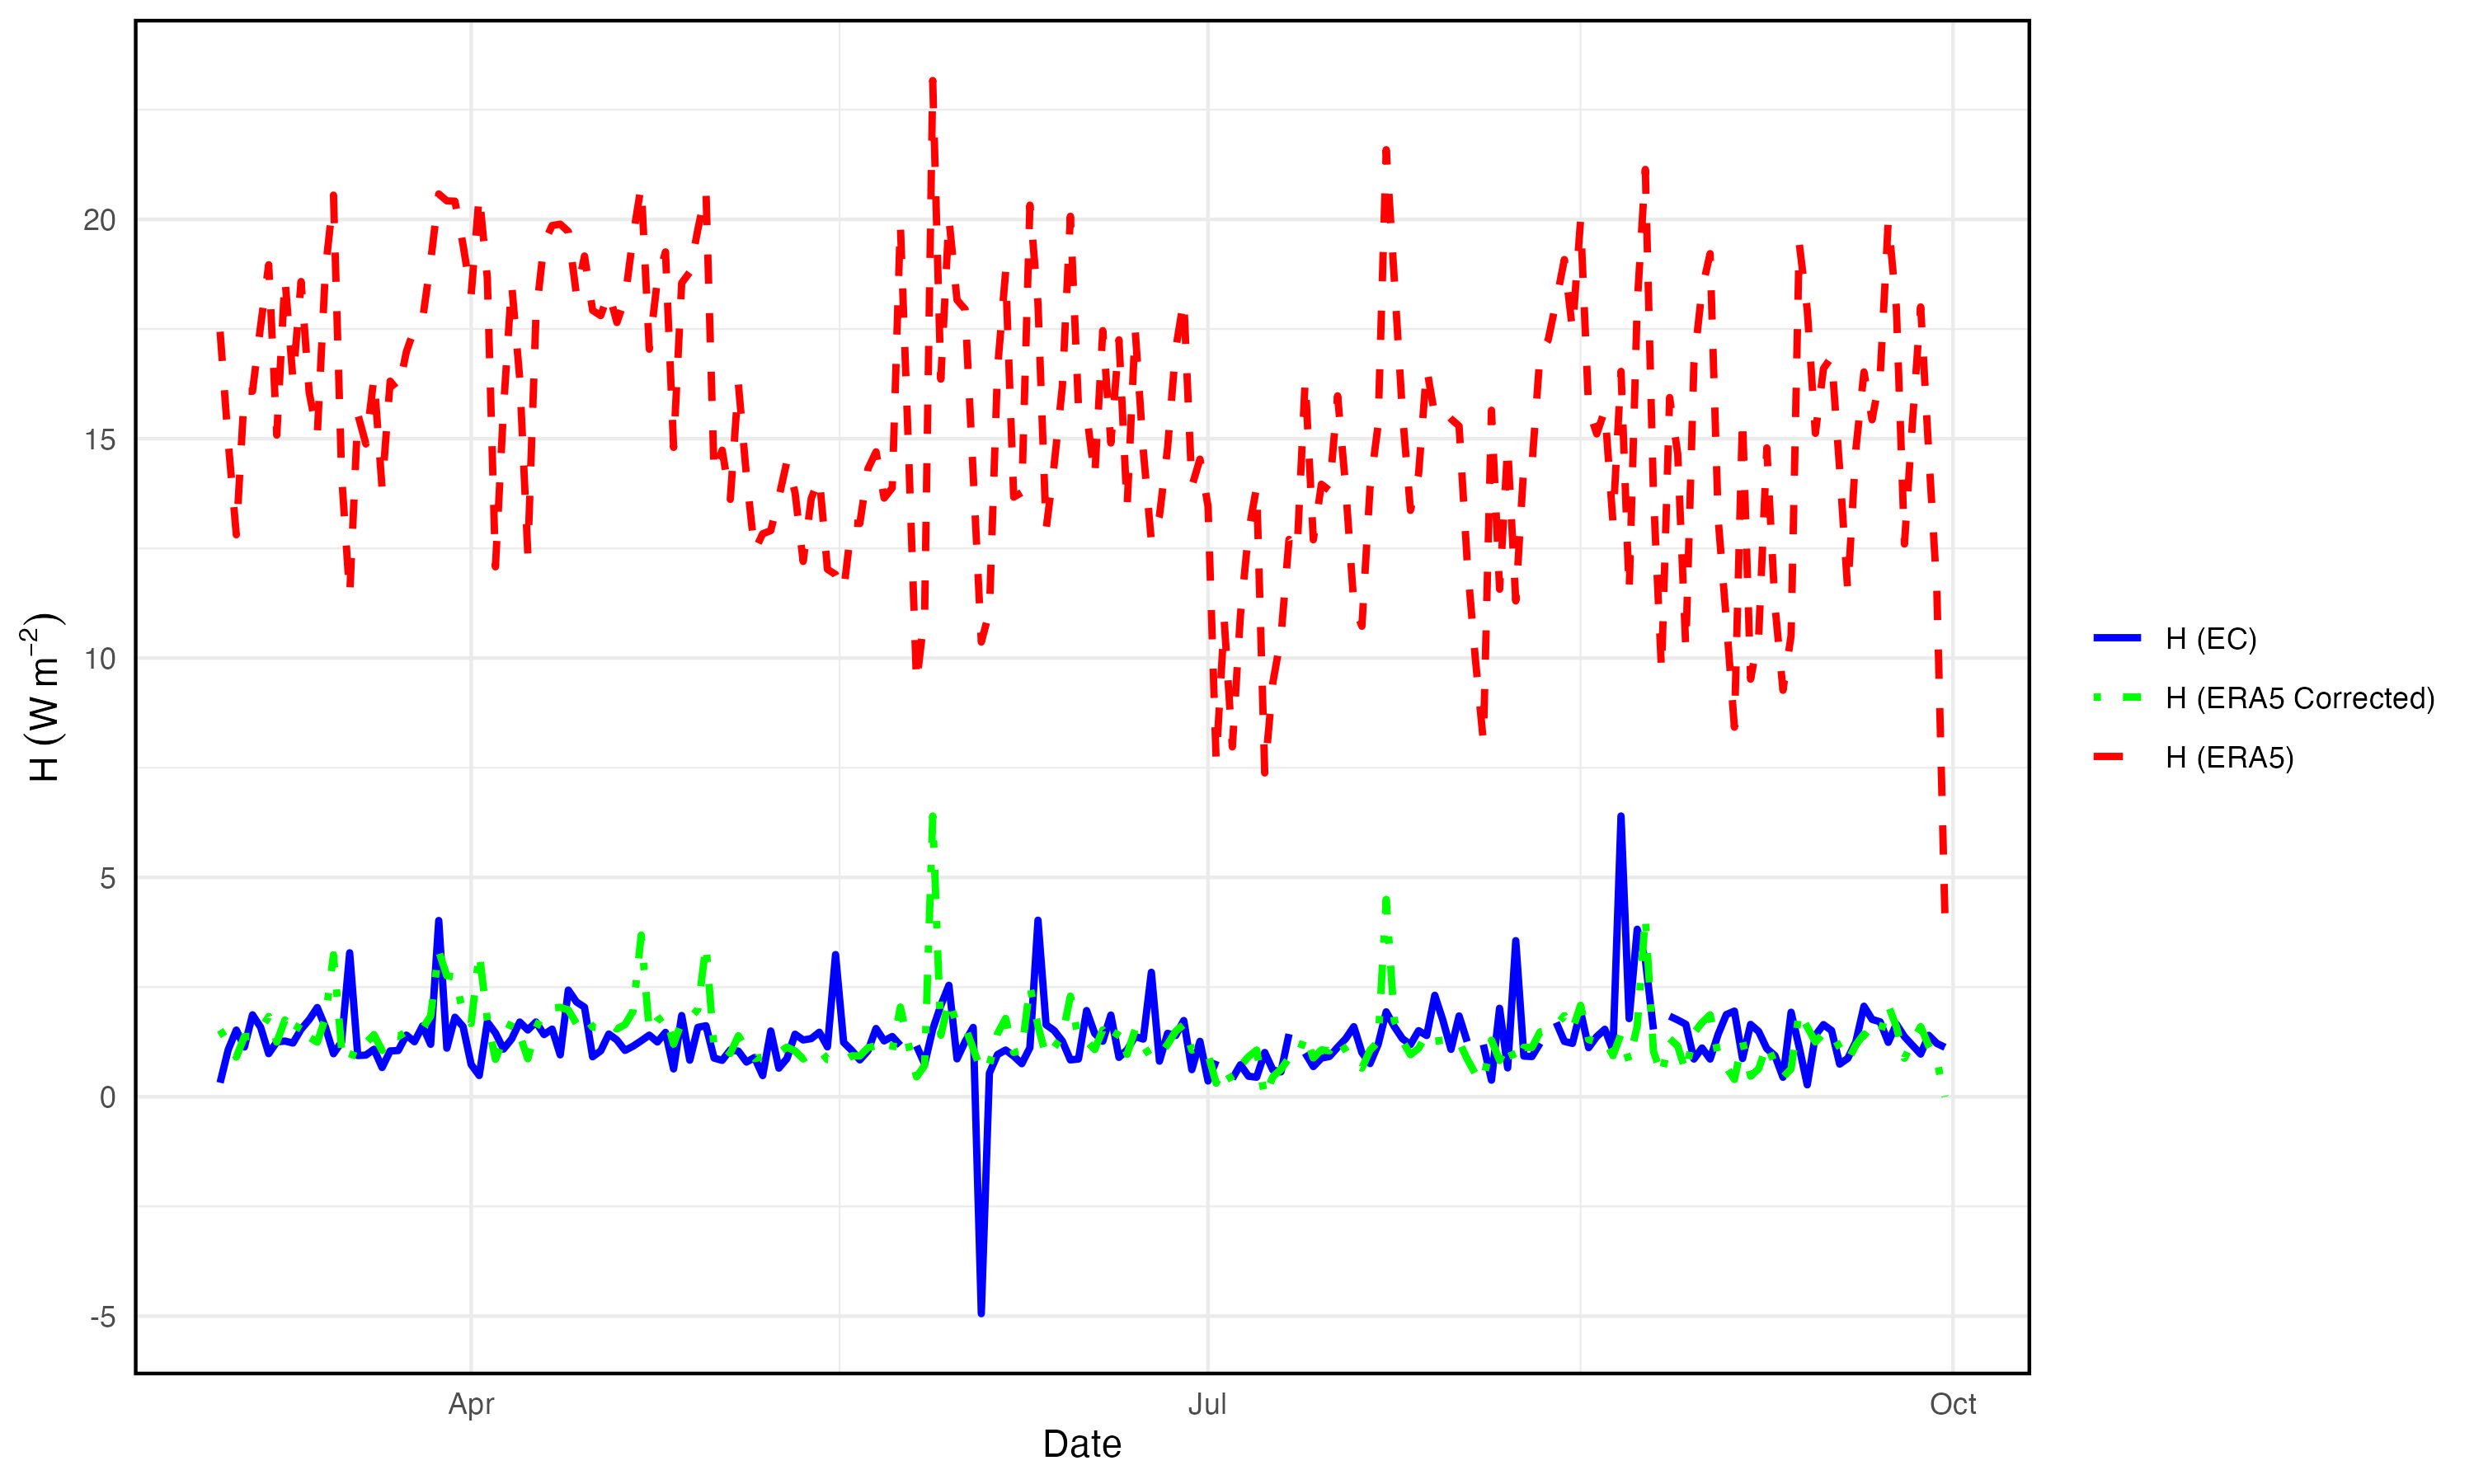 H (W m⁻²)
20
15
10
5
0
-5
Apr
Jul
Oct
Date
H (EC)
H (ERA5 Corrected)
H (ERA5)